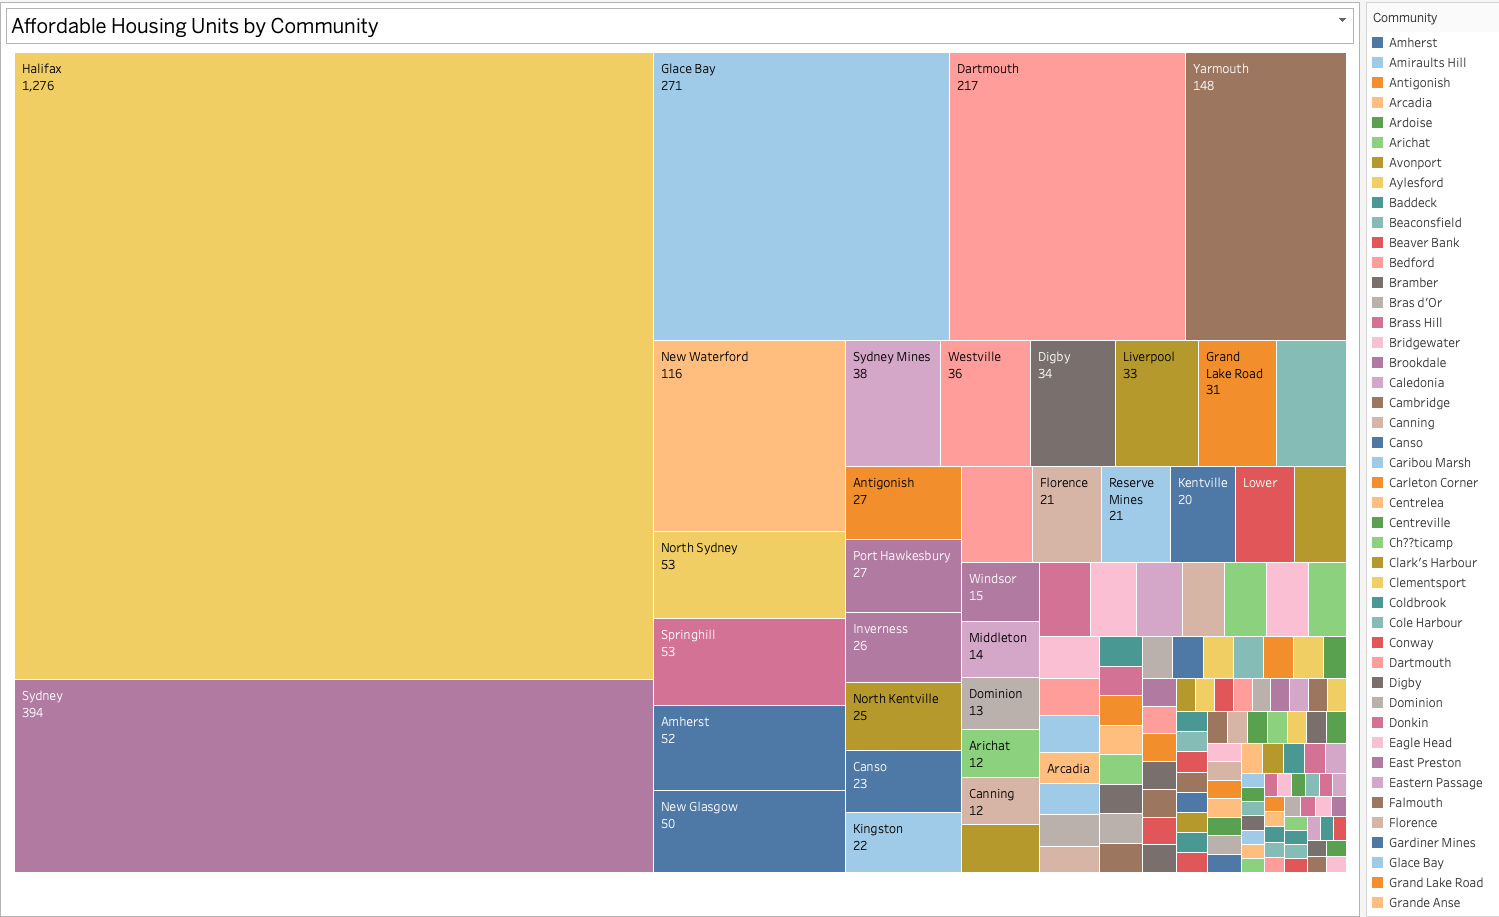 Affordable Housing Units by Community
Halifax
1,276
Glace Bay
271
Dartmouth
217
Yarmouth
148
New Waterford
116
Sydney Mines
38
Westville
36
Digby
34
Liverpool
33
Grand
Lake Road
31
Antigonish
27
Florence
21
Reserve
Mines
21
Kentville
20
Lower
North Sydney
53
Port Hawkesbury
27
Windsor
15
Springhill
53
Inverness
26
Middleton
14
Sydney
394
North Kentville
25
Dominion
13
Amherst
52
Arichat
12
Canso
23
Arcadia
Canning
12
New Glasgow
50
Kingston
22
Community
Amherst
Amiraults Hill
Antigonish
Arcadia
Ardoise
Arichat
Avonport
Aylesford
Baddeck
Beaconsfield
Beaver Bank
Bedford
Bramber
Bras d'Or
Brass Hill
Bridgewater
Brookdale
Caledonia
Cambridge
Canning
Canso
Caribou Marsh
Carleton Corner
Centrelea
Centreville
Ch??ticamp
Clark's Harbour
Clementsport
Coldbrook
Cole Harbour
Conway
Dartmouth
Digby
Dominion
Donkin
Eagle Head
East Preston
Eastern Passage
Falmouth
Florence
Gardiner Mines
Glace Bay
Grand Lake Road
Grande Anse